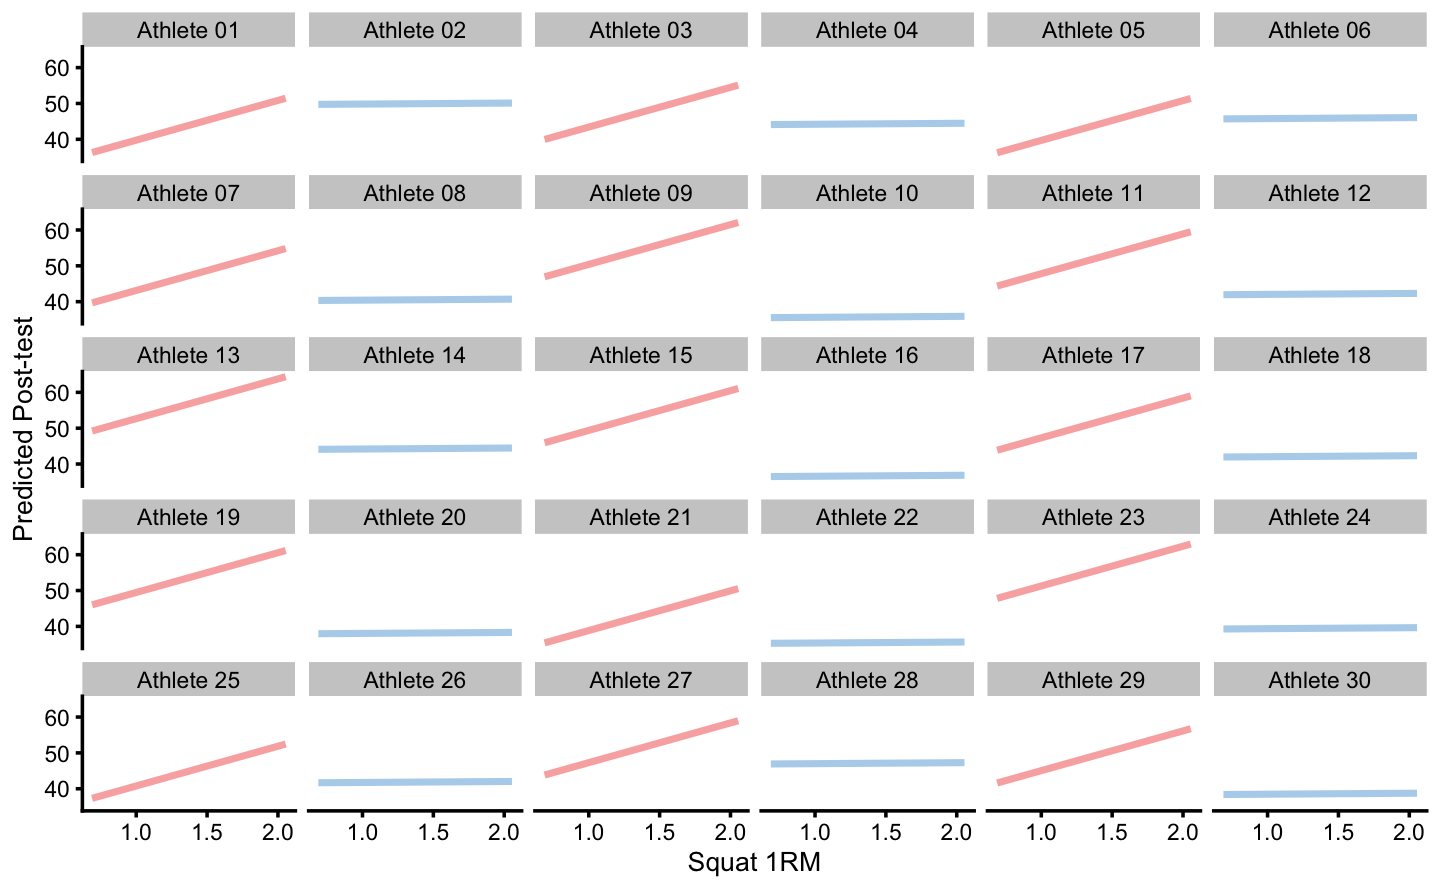 Athlete 01 Athlete 02 Athlete 03 Athlete 04 Athlete 05 Athlete 06
60
50
40
Athlete 07 Athlete 08 Athlete 09 Athlete 10 Athlete 11 Athlete 12
60
50
40
Athlete 13 Athlete 14 Athlete 15 Athlete 16 Athlete 17 Athlete 18
60
50
40
Athlete 19 Athlete 20 Athlete 21 Athlete 22 Athlete 23 Athlete 24
60
50
40
Athlete 25 Athlete 26 Athlete 27 Athlete 28 Athlete 29 Athlete 30
60
50
40
1.0 1.5 2.0 1.0 1.5 2.0 1.0 1.5 2.0 1.0 1.5 2.0 1.0 1.5 2.0 1.0 1.5 2.0
Squat 1RM
Predicted Post-test